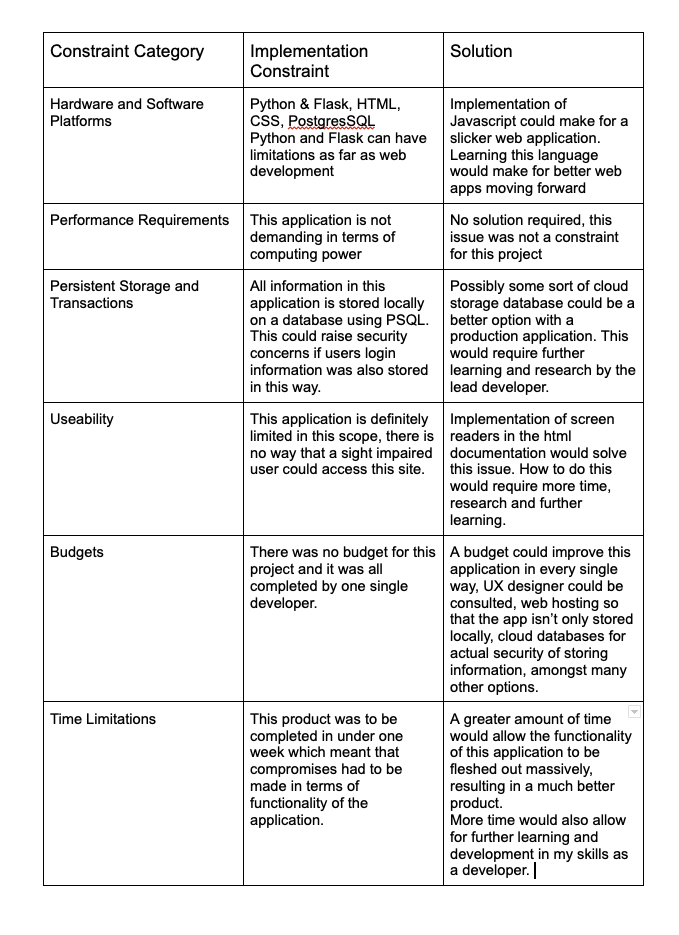 Constraint Category
Implementation
Constraint
Solution
Hardware and Software
Platforms
Python & Flask, HTML,
CSS, PostgresSQL
Python and Flask can have
limitations as far as web
development
Implementation of
Javascript could make for a
slicker web application.
Learning this language
would make for better web
apps moving forward
Performance Requirements
This application is not
demanding in terms of
computing power
No solution required, this
issue was not a constraint
for this project
Persistent Storage and
Transactions
All information in this
application is stored locally
on a database using PSQL.
This could raise security
concerns if users login
information was also stored
in this way.
Possibly some sort of cloud
storage database could be a
better option with a
production application. This
would require further
learning and research by the
lead developer.
Useability
This application is definitely
limited in this scope, there is
no way that a sight impaired
user could access this site.
Implementation of screen
readers in the html
documentation would solve
this issue. How to do this
would require more time,
research and further
learning.
Budgets
There was no budget for this
project and it was all
completed by one single
developer.
A budget could improve this
application in every single
way, UX designer could be
consulted, web hosting so
that the app isn’t only stored
locally, cloud databases for
actual security of storing
information, amongst many
other options.
Time Limitations
This product was to be
completed in under one
week which meant that
compromises had to be
made in terms of
functionality of the
application.
A greater amount of time
would allow the functionality
of this application to be
fleshed out massively,
resulting in a much better
product.
More time would also allow
for further learning and
development in my skills as
a developer.